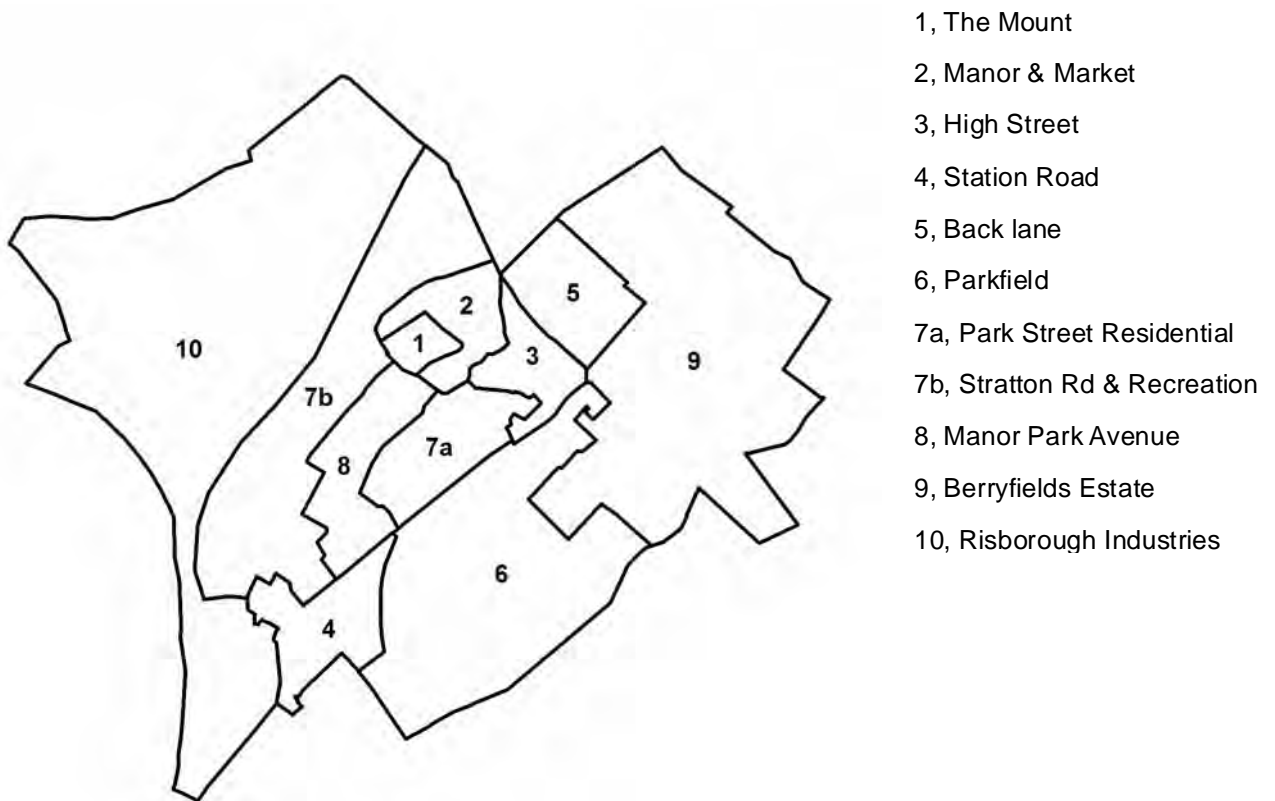 1, The Mount
2, Manor & Market
3, High Street
4, Station Road
5, Back lane
6, Parkfield
7a, Park Street Residential
7b, Stratton Rd & Recreation
8, Manor Park Avenue
9, Berryfields Estate
10, Risborough Industries
2
5
1
3
10
9
7b
7a
8
6
4